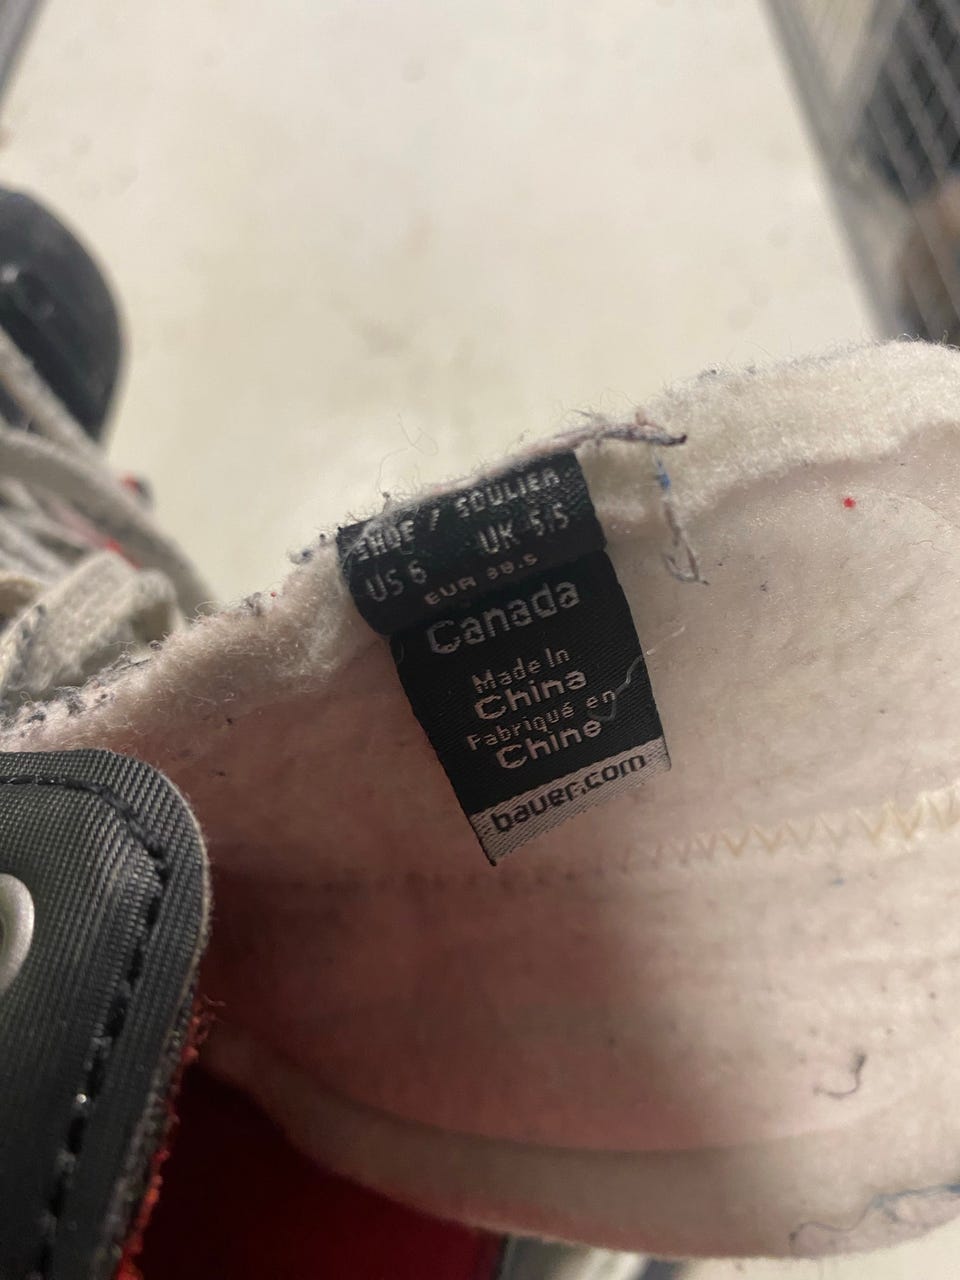 SHOE / SOULIER
US 6 UK 5.5
EUR 38.5
Canada
Made In
China
Fabriqué en
Chine
bauer.com